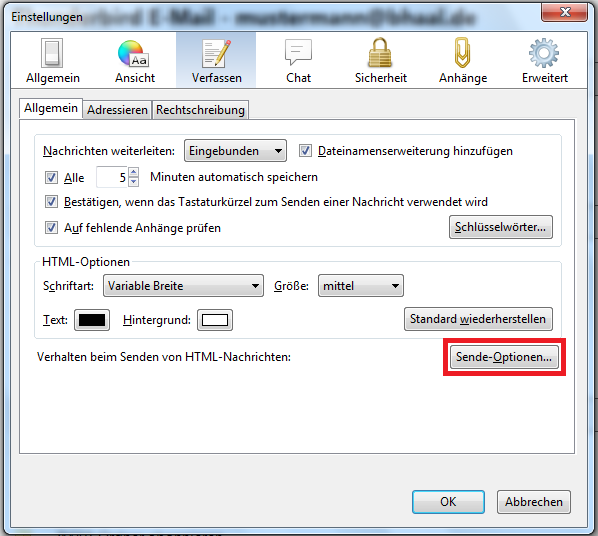 Einstellungen
Allgemein Ansicht Verfassen Chat Sicherheit Anhänge Erweitert
Allgemein Adressieren Rechtschreibung
Nachrichten weiterleiten: Eingebunden Dateinamenserweiterung hinzufügen
Alle 5 Minuten automatisch speichern
Bestätigen, wenn das Tastaturkürzel zum Senden einer Nachricht verwendet wird
Auf fehlende Anhänge prüfen Schlüsselwörter...
HTML-Optionen
Schriftart: Variable Breite Größe: mittel
Text: Hintergrund: Standard wiederherstellen
Verhalten beim Senden von HTML-Nachrichten: Sende-Optionen...
OK Abbrechen